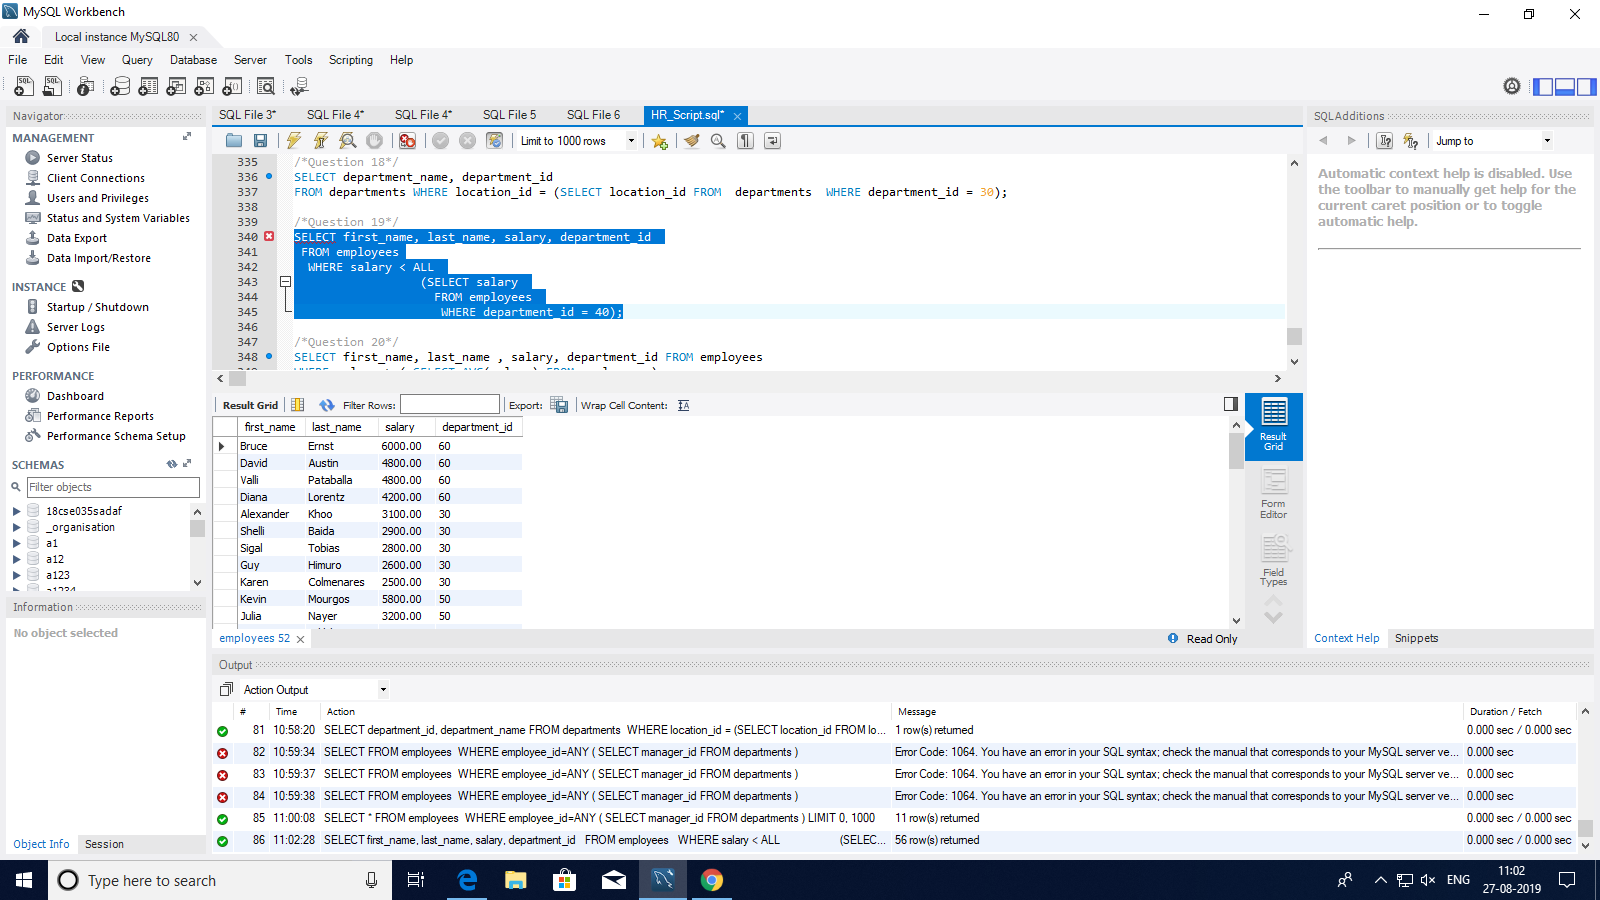 MySQL Workbench
Local instance MySQL80 ×
File Edit View Query Database Server Tools Scripting Help
Navigator
MANAGEMENT
Server Status
Client Connections
Users and Privileges
Status and System Variables
Data Export
Data Import/Restore
INSTANCE
Startup / Shutdown
Server Logs
Options File
PERFORMANCE
Dashboard
Performance Reports
Performance Schema Setup
SCHEMAS
Filter objects
18cse035sadaf
_organisation
a1
a12
a123
a1234
Information
No object selected
Object Info Session
SQL File 3* SQL File 4* SQL File 4* SQL File 5 SQL File 6 HR_Script.sql* ×
Limit to 1000 rows
335 /*Question 18*/
336 SELECT department_name, department_id
337 FROM departments WHERE location_id = (SELECT location_id FROM departments WHERE department_id = 30);
338
339 /*Question 19*/
340 SELECT first_name, last_name, salary, department_id
341 FROM employees
342 WHERE salary < ALL
343 (SELECT salary
344 FROM employees
345 WHERE department_id = 40);
346
347 /*Question 20*/
348 SELECT first_name, last_name , salary, department_id FROM employees
Result Grid Filter Rows: Export: Wrap Cell Content:
first_name last_name salary department_id
Bruce Ernst 6000.00 60
David Austin 4800.00 60
Valli Pataballa 4800.00 60
Diana Lorentz 4200.00 60
Alexander Khoo 3100.00 30
Shelli Baida 2900.00 30
Sigal Tobias 2800.00 30
Guy Himuro 2600.00 30
Karen Colmenares 2500.00 30
Kevin Mourgos 5800.00 50
Julia Nayer 3200.00 50
Result Grid
Form Editor
Field Types
employees 52 × Read Only
SQLAdditions
Jump to
Automatic context help is disabled. Use
the toolbar to manually get help for the
current caret position or to toggle
automatic help.
Context Help Snippets
Output
Action Output
# Time Action Message Duration / Fetch
81 10:58:20 SELECT department_id, department_name FROM departments WHERE location_id = (SELECT location_id FROM lo... 1 row(s) returned 0.000 sec / 0.000 sec
82 10:59:34 SELECT FROM employees WHERE employee_id=ANY ( SELECT manager_id FROM departments ) Error Code: 1064. You have an error in your SQL syntax; check the manual that corresponds to your MySQL server ve... 0.000 sec
83 10:59:37 SELECT FROM employees WHERE employee_id=ANY ( SELECT manager_id FROM departments ) Error Code: 1064. You have an error in your SQL syntax; check the manual that corresponds to your MySQL server ve... 0.000 sec
84 10:59:38 SELECT FROM employees WHERE employee_id=ANY ( SELECT manager_id FROM departments ) Error Code: 1064. You have an error in your SQL syntax; check the manual that corresponds to your MySQL server ve... 0.000 sec
85 11:00:08 SELECT * FROM employees WHERE employee_id=ANY ( SELECT manager_id FROM departments ) LIMIT 0, 1000 11 row(s) returned 0.000 sec / 0.000 sec
86 11:02:28 SELECT first_name, last_name, salary, department_id FROM employees WHERE salary < ALL (SELEC... 56 row(s) returned 0.000 sec / 0.000 sec
Type here to search
ENG
11:02
27-08-2019